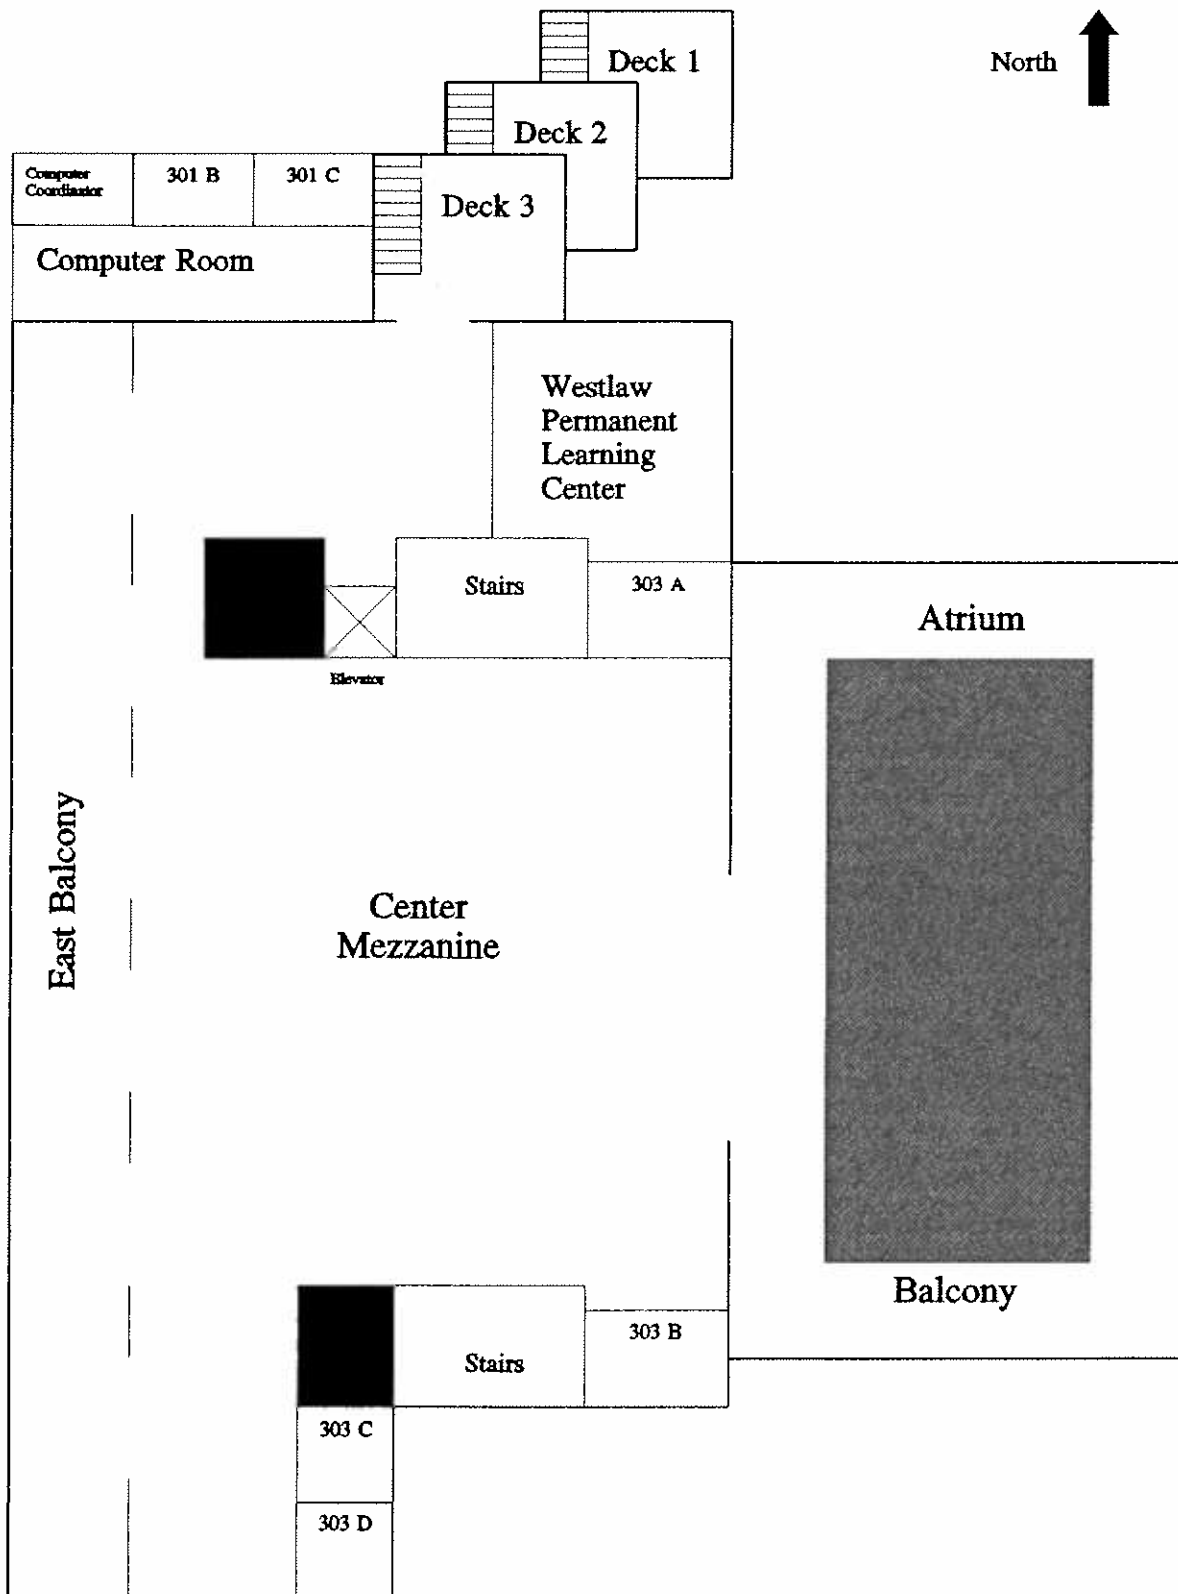 Deck 1
North
Deck 2
Computer
Coordinator
301 B
301 C
Deck 3
Computer Room
Westlaw
Permanent
Learning
Center
Stairs
303 A
Atrium
Elevator
East Balcony
Center
Mezzanine
Balcony
303 B
Stairs
303 C
303 D